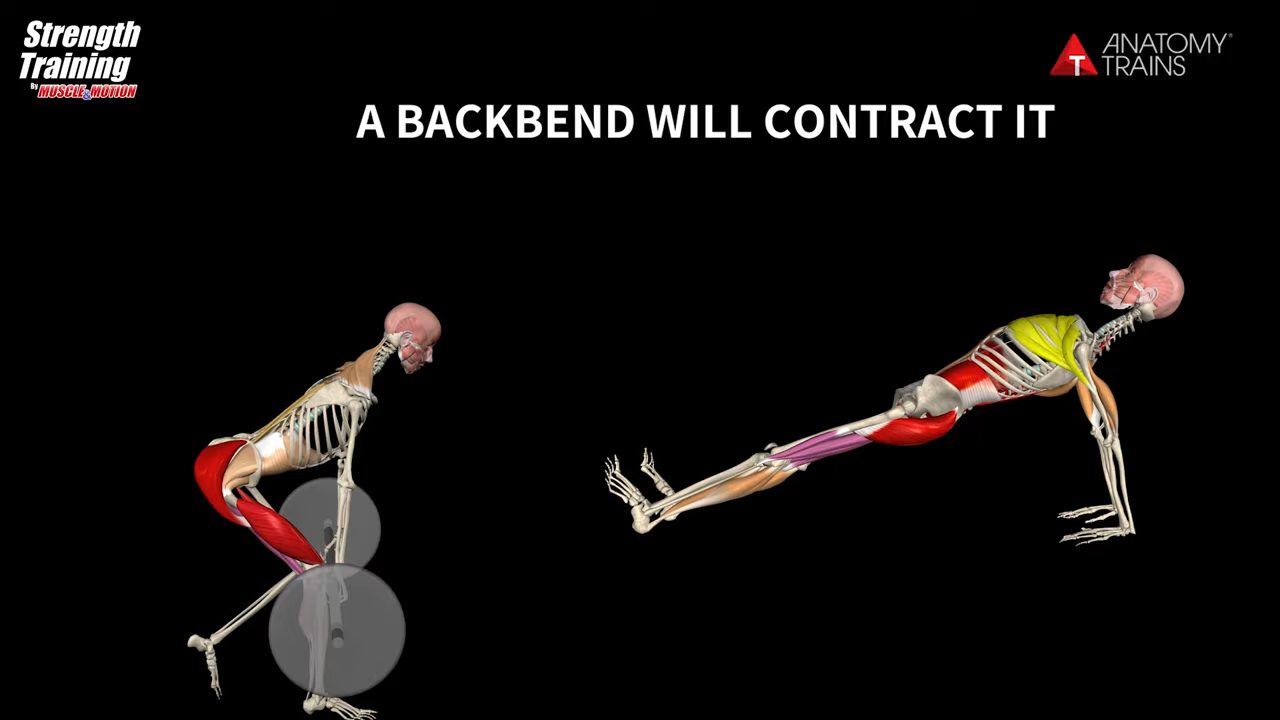 Strength
Training
By MUSCLE&MOTION
ANATOMY®
TRAINS
T
A BACKBEND WILL CONTRACT IT